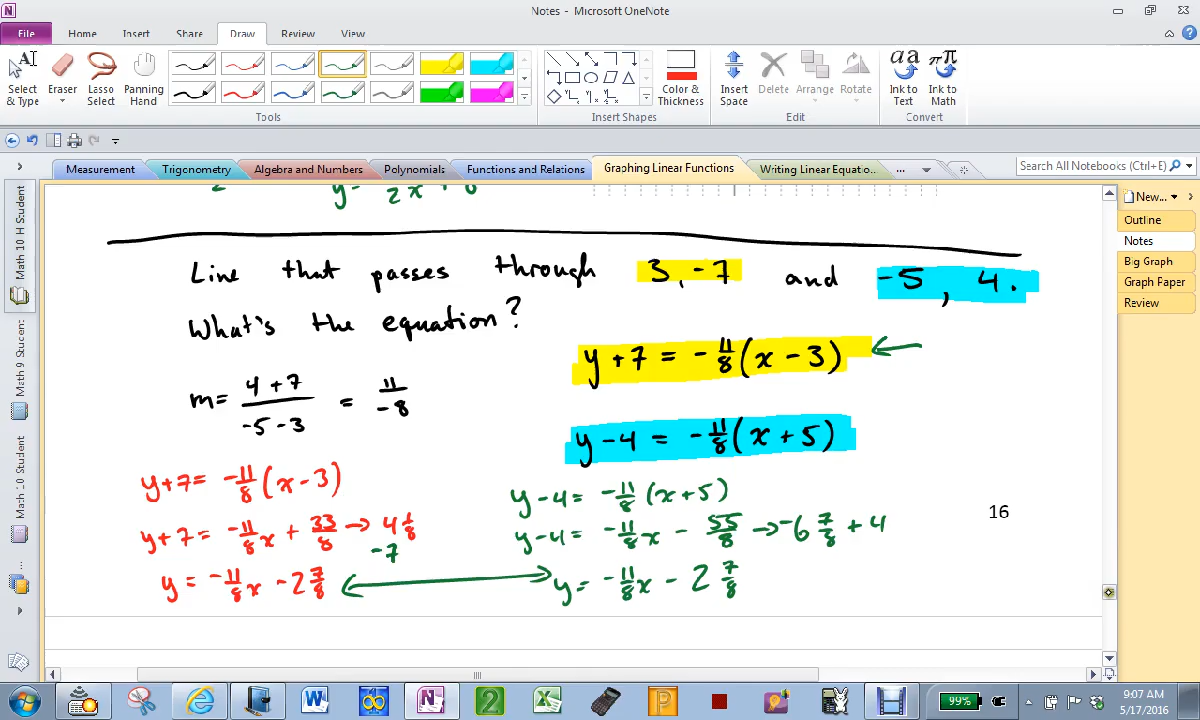 Notes - Microsoft OneNote
File Home Insert Share Draw Review View
Select & Type Eraser Lasso Select Panning Hand Color & Thickness Insert Space Delete Arrange Rotate Ink to Text Ink to Math
Tools Insert Shapes Edit Convert
Measurement Trigonometry Algebra and Numbers Polynomials Functions and Relations Graphing Linear Functions Writing Linear Equatio... ... Search All Notebooks (Ctrl+E)
New...
Outline
Notes
Big Graph
Graph Paper
Review
Math 10 H Student
Math 9 Student
Math 10 Student
Line that passes through 3, -7 and -5, 4.
What's the equation?
y + 7 = - 11/8 (x - 3)
m = 4 + 7 / -5 - 3 = 11 / -8
y - 4 = - 11/8 (x + 5)
y + 7 = - 11/8 (x - 3)
y + 7 = - 11/8 x + 33/8 → 4 1/8
-7
y = - 11/8 x - 2 7/8
y - 4 = - 11/8 (x + 5)
y - 4 = - 11/8 x - 55/8 → -6 7/8 + 4
y = - 11/8 x - 2 7/8
16
99%
9:07 AM
5/17/2016